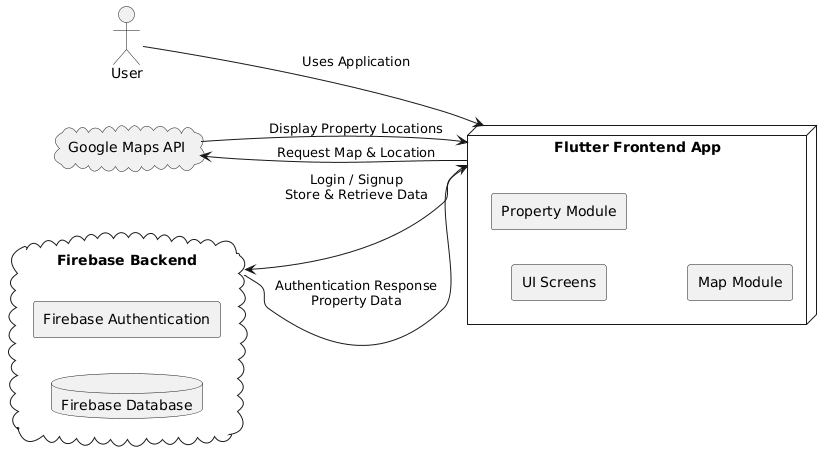 User
Uses Application
Google Maps API
Display Property Locations
Request Map & Location
Flutter Frontend App
Property Module
UI Screens
Map Module
Login / Signup
Store & Retrieve Data
Firebase Backend
Firebase Authentication
Firebase Database
Authentication Response
Property Data